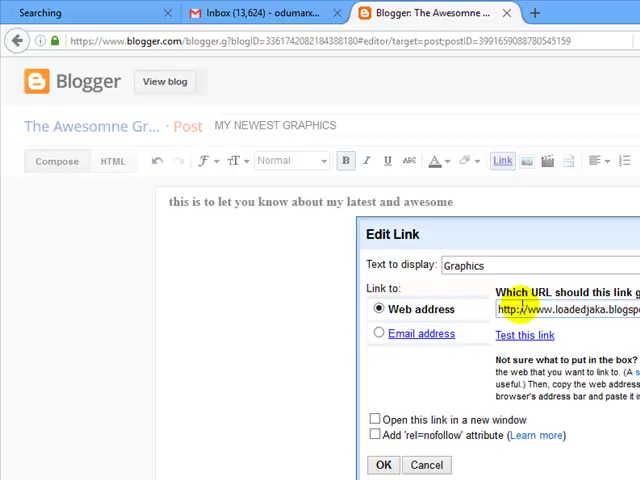 Searching
Inbox (13,624) - odumarx...
Blogger: The Awesomne ...
https://www.blogger.com/blogger.g?blogID=3361742082184388180#editor/target=post;postID=3991659088780545159
Blogger
View blog
The Awesomne Gr... · Post MY NEWEST GRAPHICS
Compose HTML Normal B I U ABC A Link
this is to let you know about my latest and awesome
Edit Link
Text to display: Graphics
Link to:
Which URL should this link g
Web address
http://www.loadedjaka.blogspo
Email address
Test this link
Not sure what to put in the box?
the web that you want to link to. (A s
useful.) Then, copy the web address
browser's address bar and paste it in
Open this link in a new window
Add 'rel=nofollow' attribute (Learn more)
OK Cancel